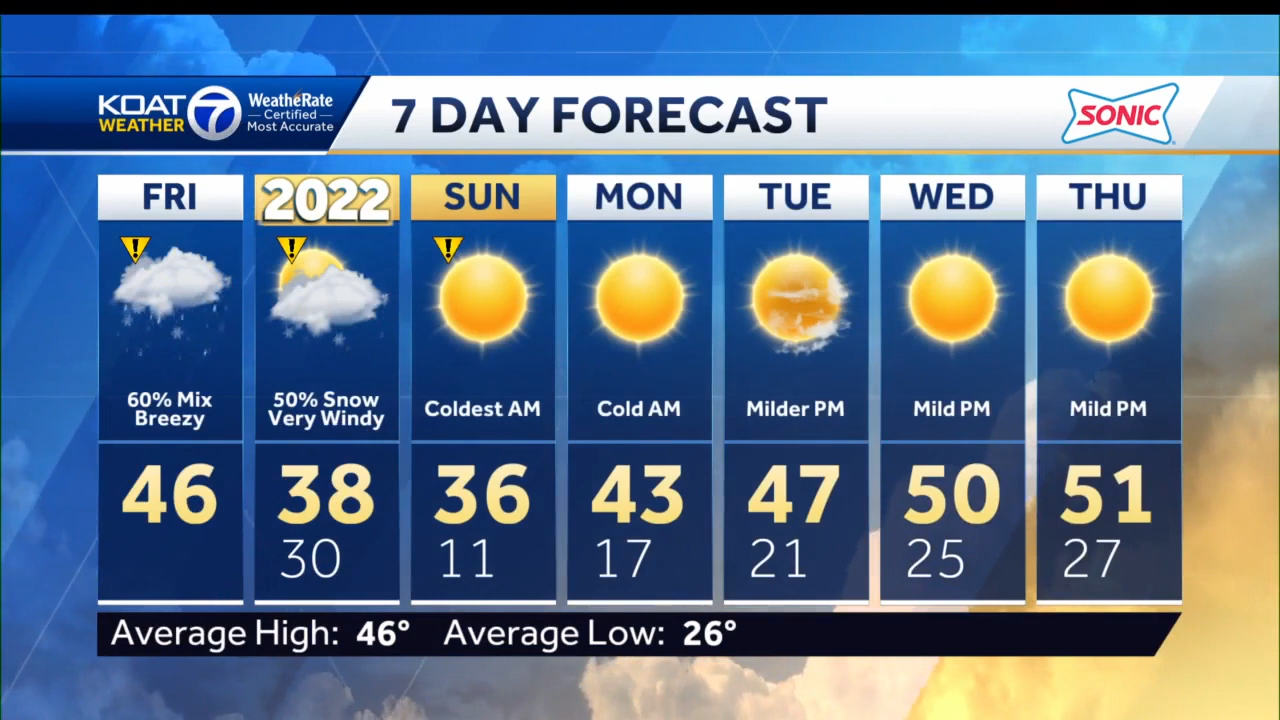 KOAT
WEATHER
7
WeatheRate
Certified
Most Accurate
7 DAY FORECAST
SONIC
FRI
2022
SUN
MON
TUE
WED
THU
!
!
!
60% Mix
Breezy
50% Snow
Very Windy
Coldest AM
Cold AM
Milder PM
Mild PM
Mild PM
46
38
36
43
47
50
51
30
11
17
21
25
27
Average High: 46° Average Low: 26°